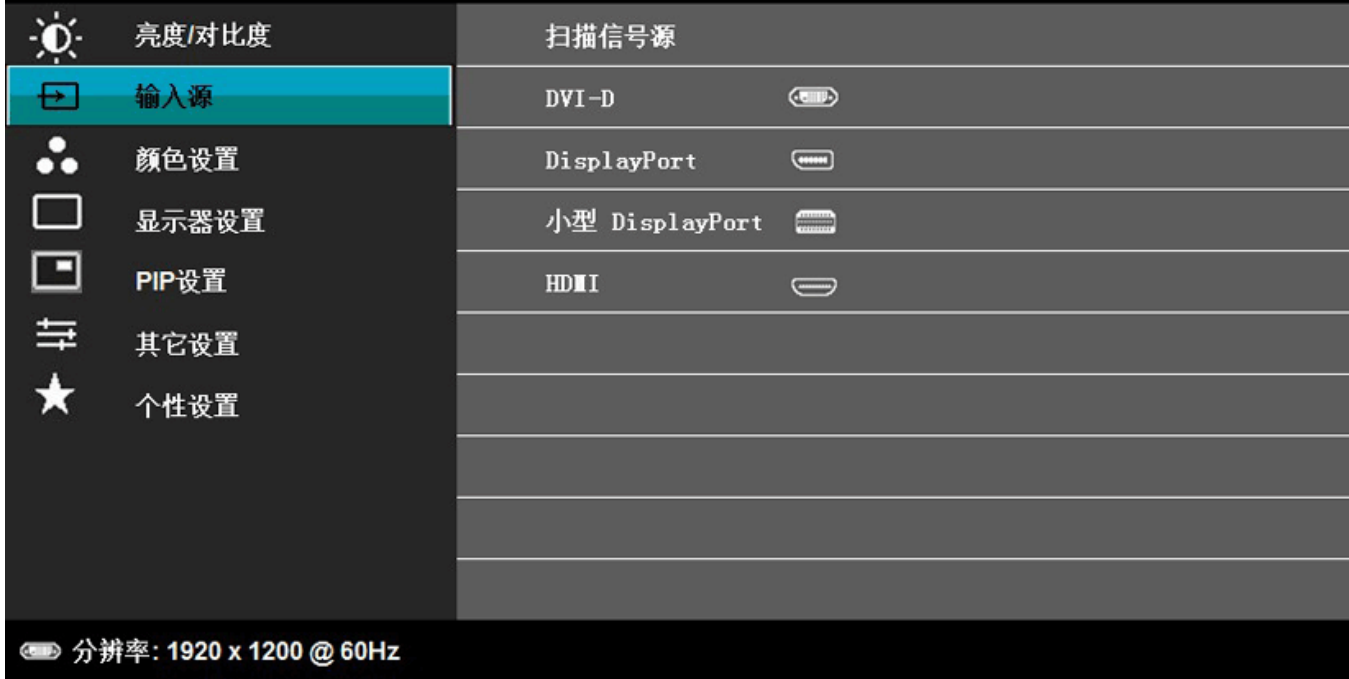 亮度/对比度
输入源
颜色设置
显示器设置
PIP设置
其它设置
个性设置
扫描信号源
DVI-D
DisplayPort
小型 DisplayPort
HDMI
分辨率: 1920 x 1200 @ 60Hz